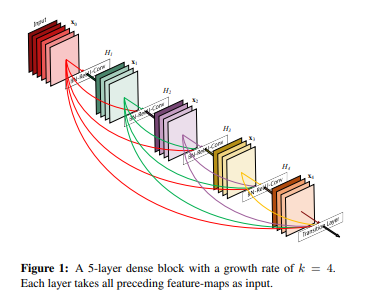 Input
x₀
H₁
BN-ReLU-Conv
x₁
H₂
BN-ReLU-Conv
x₂
H₃
BN-ReLU-Conv
x₃
H₄
BN-ReLU-Conv
x₄
Transition Layer
Figure 1: A 5-layer dense block with a growth rate of k = 4.
Each layer takes all preceding feature-maps as input.